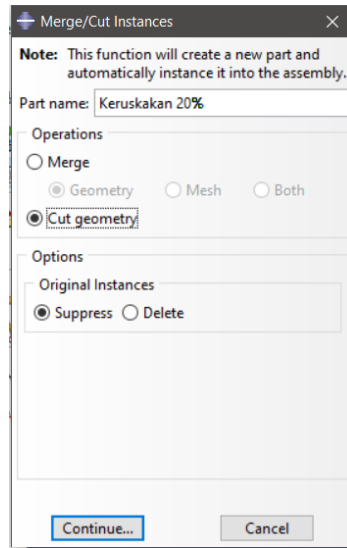 Merge/Cut Instances
Note: This function will create a new part and
automatically instance it into the assembly.
Part name: Keruskakan 20%
Operations
Merge
Geometry Mesh Both
Cut geometry
Options
Original Instances
Suppress Delete
Continue... Cancel